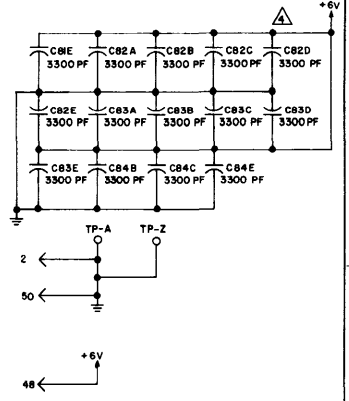 4
+6V
C81E C82A C82B C82C C82D
3300 PF 3300 PF 3300 PF 3300 PF 3300 PF
C82E C83A C83B C83C C83D
3300 PF 3300 PF 3300 PF 3300 PF 3300 PF
C83E C84B C84C C84E
3300 PF 3300 PF 3300 PF 3300 PF
TP-A TP-Z
2
50
+6V
48